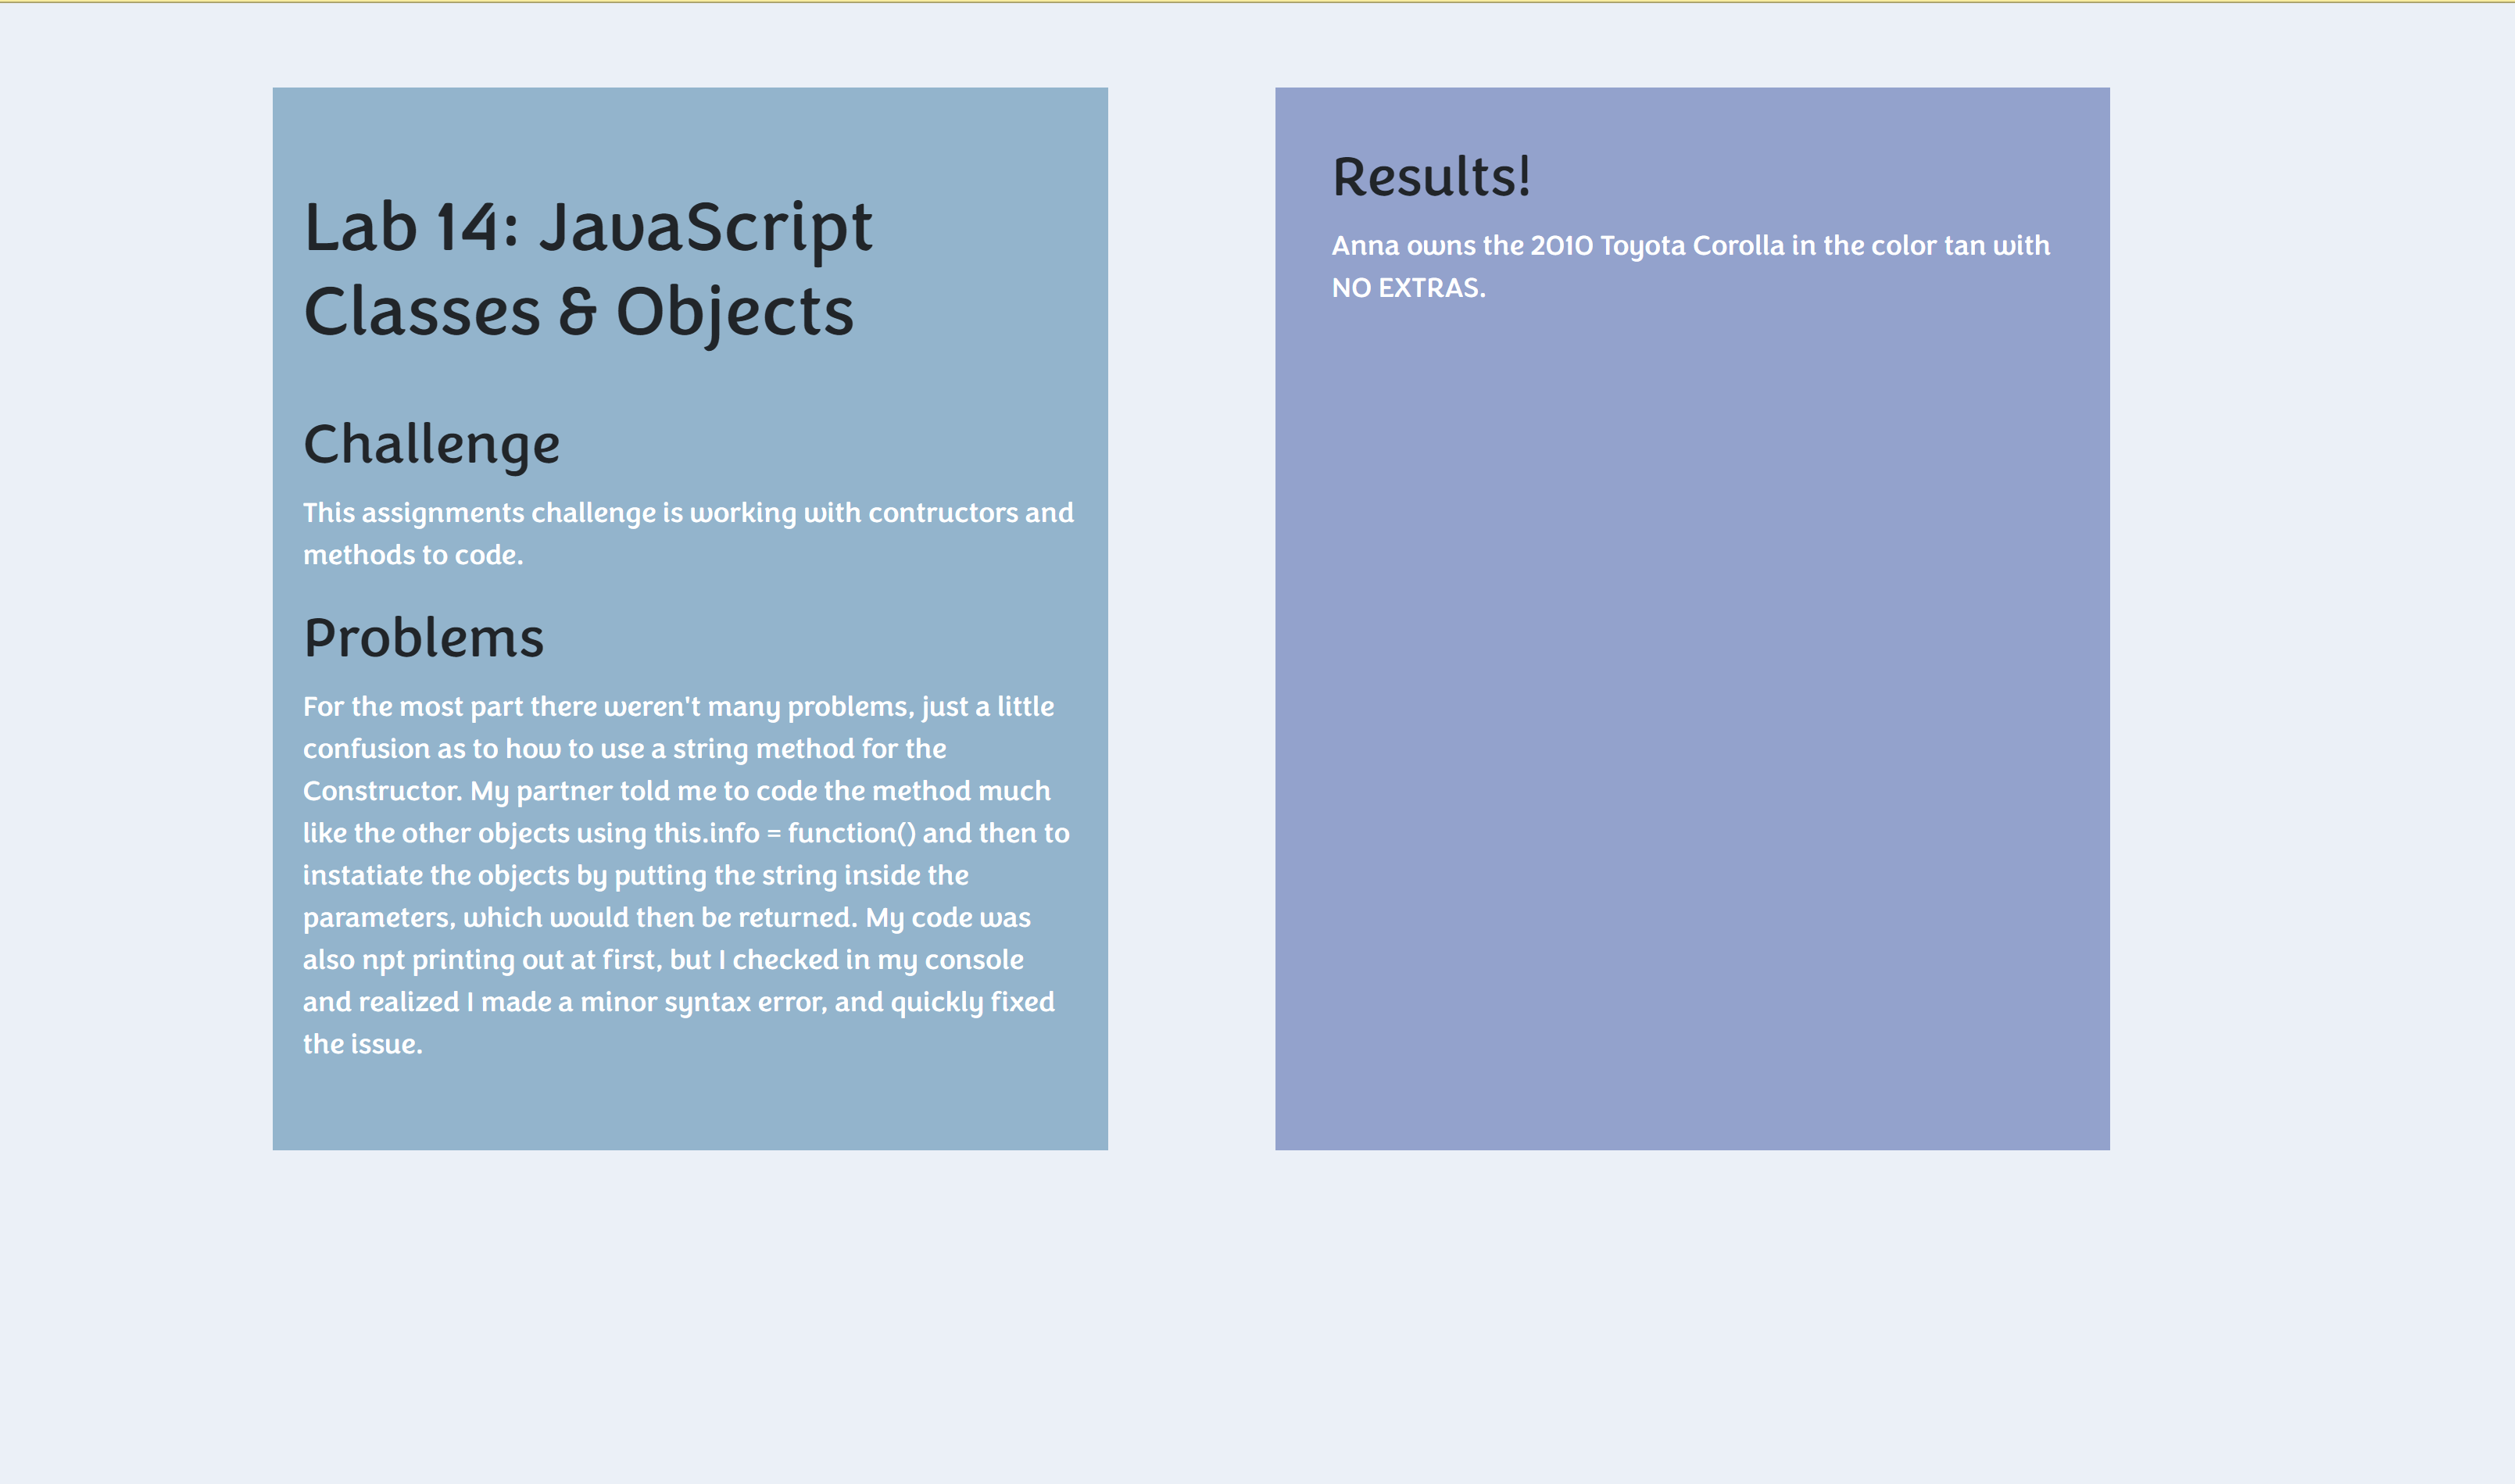 Lab 14: JavaScript
Classes & Objects
Challenge
This assignments challenge is working with contructors and
methods to code.
Problems
For the most part there weren't many problems, just a little
confusion as to how to use a string method for the
Constructor. My partner told me to code the method much
like the other objects using this.info = function() and then to
instatiate the objects by putting the string inside the
parameters, which would then be returned. My code was
also npt printing out at first, but I checked in my console
and realized I made a minor syntax error, and quickly fixed
the issue.
Results!
Anna owns the 2010 Toyota Corolla in the color tan with
NO EXTRAS.